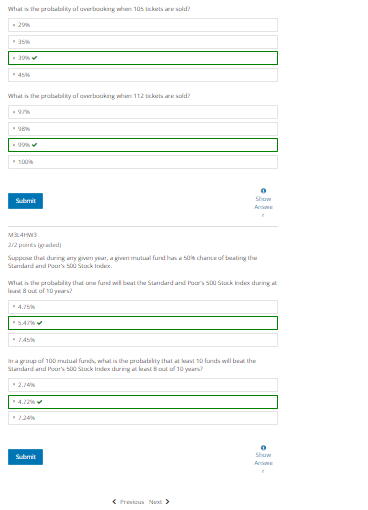 What is the probability of overbooking when 105 tickets are sold?
29%
35%
39% ✔
45%
What is the probability of overbooking when 112 tickets are sold?
97%
98%
99% ✔
100%
Submit
Show
Answe
r
M3L4HW3
2/2 points (graded)
Suppose that during any given year, a given mutual fund has a 50% chance of beating the
Standard and Poor's 500 Stock Index.
What is the probability that one fund will beat the Standard and Poor's 500 Stock Index during at
least 8 out of 10 years?
4.75%
5.47% ✔
7.45%
In a group of 100 mutual funds, what is the probability that at least 10 funds will beat the
Standard and Poor's 500 Stock Index during at least 8 out of 10 years?
2.74%
4.72% ✔
7.24%
Submit
Show
Answe
r
Previous Next